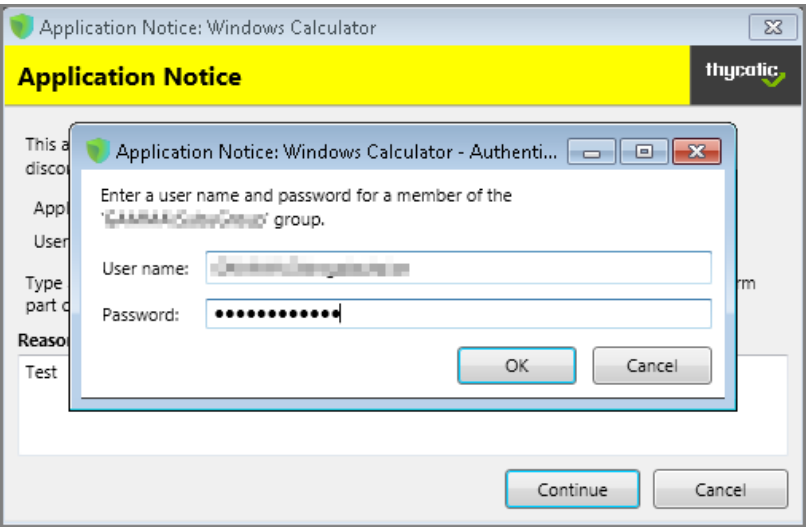 Application Notice: Windows Calculator
Application Notice
thycotic
This a
disco
Appl
User
Type
rm
part o
Reaso
Test
Application Notice: Windows Calculator - Authenti...
Enter a user name and password for a member of the
' ' group.
User name:
Password: ●●●●●●●●●●●●
OK Cancel
Continue Cancel